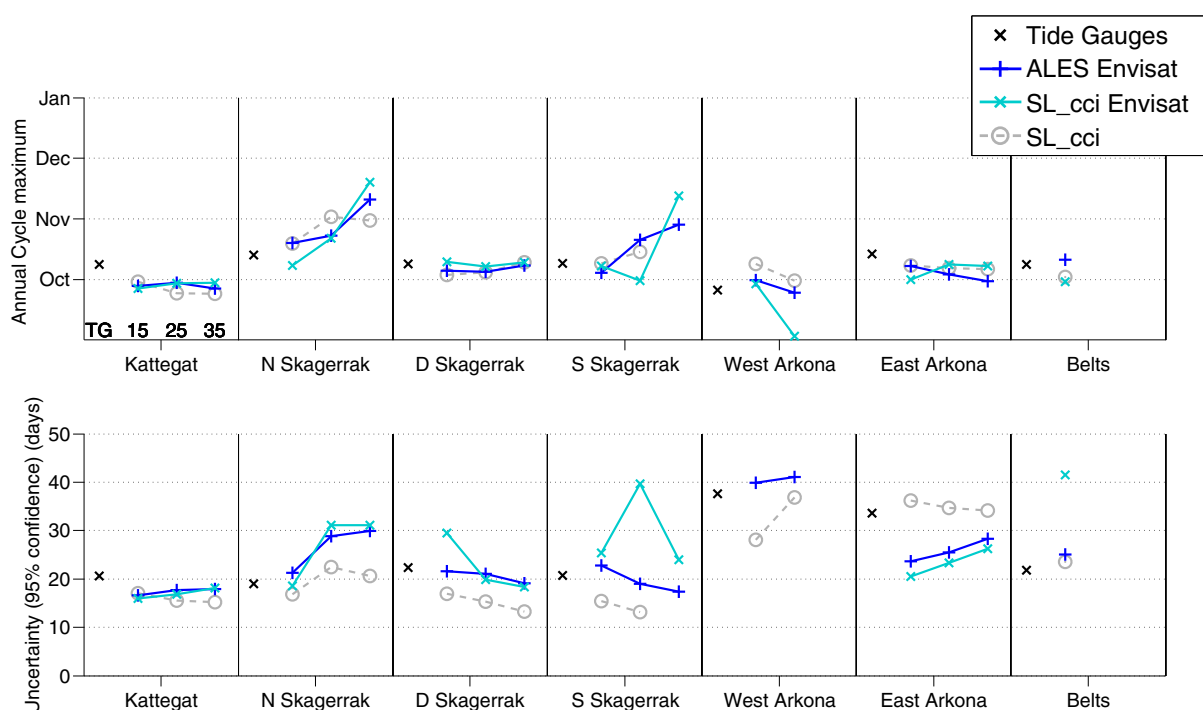 Tide Gauges
ALES Envisat
SL_cci Envisat
SL_cci
Annual Cycle maximum
Jan
Dec
Nov
Oct
TG 15 25 35
Kattegat N Skagerrak D Skagerrak S Skagerrak West Arkona East Arkona Belts
Uncertainty (95% confidence) (days)
50
40
30
20
10
0
Kattegat N Skagerrak D Skagerrak S Skagerrak West Arkona East Arkona Belts